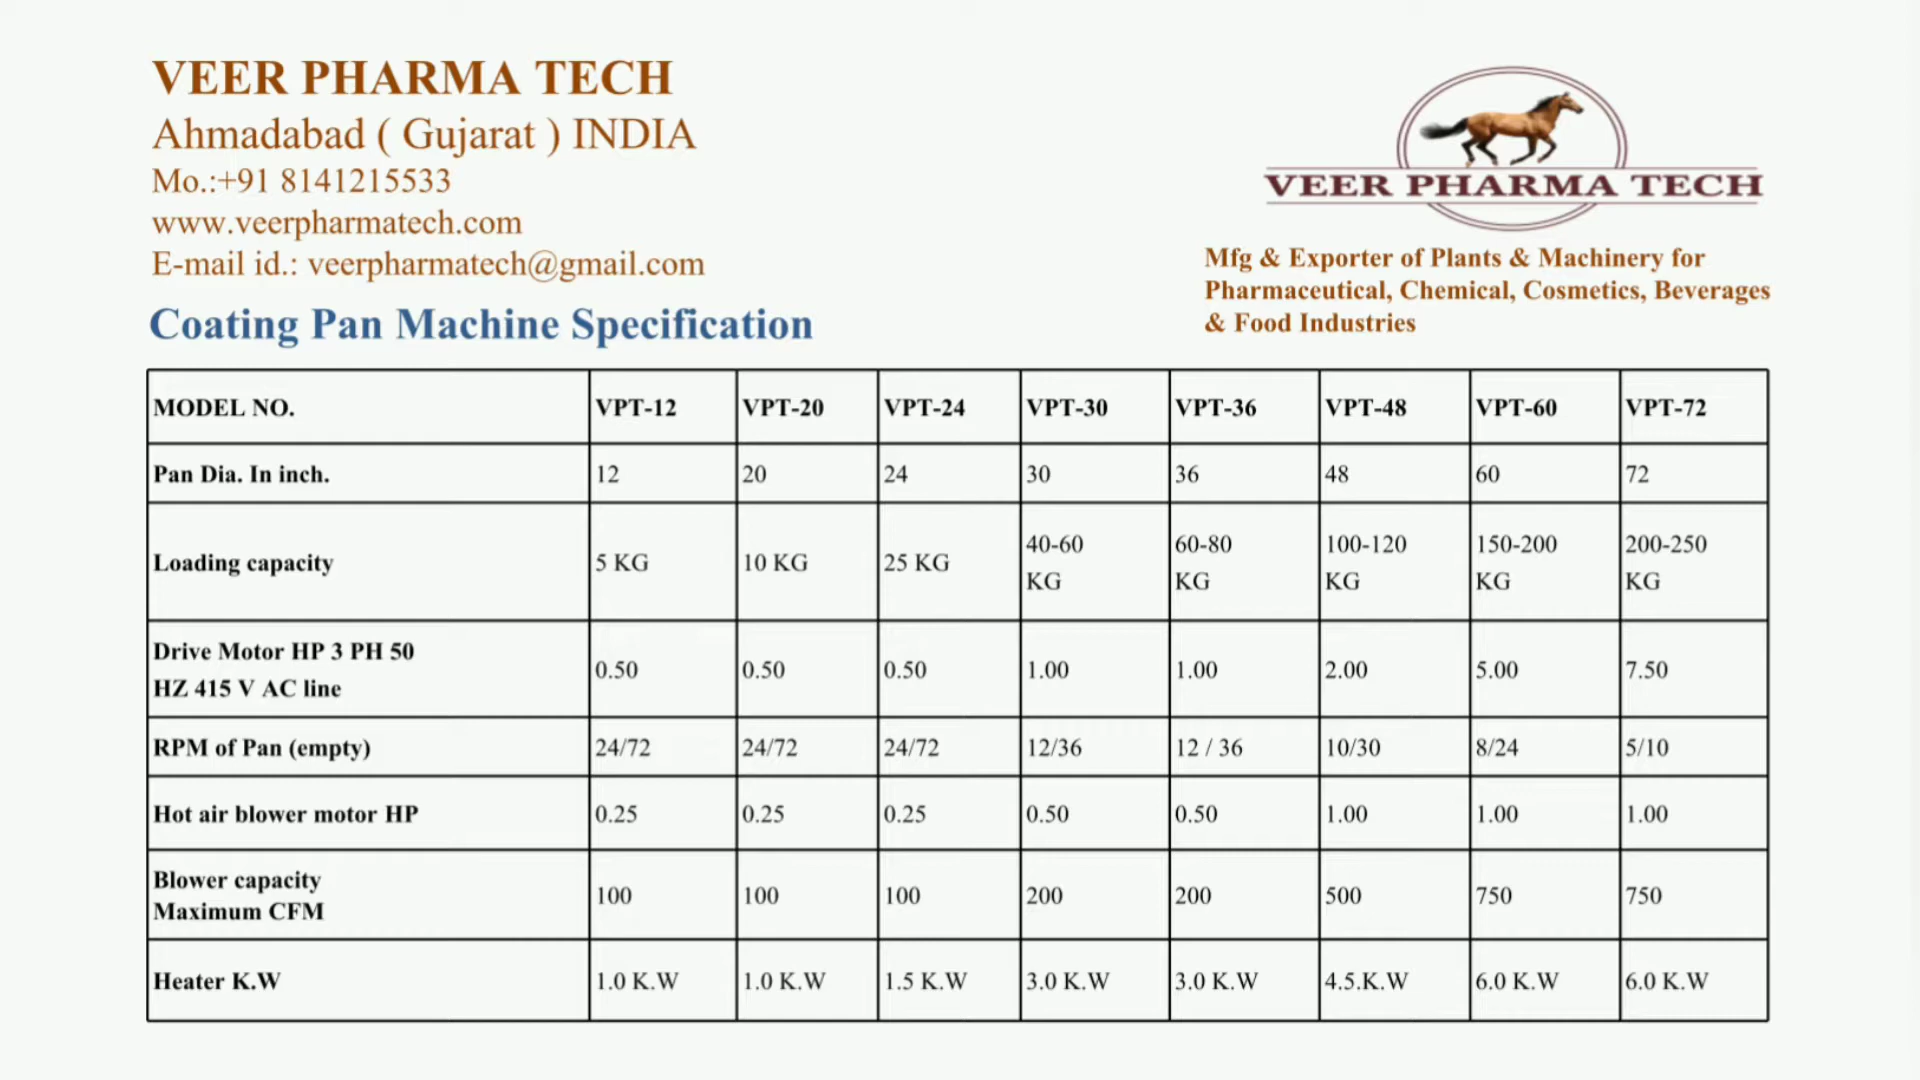 VEER PHARMA TECH
Ahmadabad ( Gujarat ) INDIA
Mo.:+91 8141215533
www.veerpharmatech.com
E-mail id.: veerpharmatech@gmail.com
VEER PHARMA TECH
Mfg & Exporter of Plants & Machinery for
Pharmaceutical, Chemical, Cosmetics, Beverages
& Food Industries
Coating Pan Machine Specification
MODEL NO. VPT-12 VPT-20 VPT-24 VPT-30 VPT-36 VPT-48 VPT-60 VPT-72
Pan Dia. In inch. 12 20 24 30 36 48 60 72
Loading capacity 5 KG 10 KG 25 KG 40-60 KG 60-80 KG 100-120 KG 150-200 KG 200-250 KG
Drive Motor HP 3 PH 50
HZ 415 V AC line 0.50 0.50 0.50 1.00 1.00 2.00 5.00 7.50
RPM of Pan (empty) 24/72 24/72 24/72 12/36 12 / 36 10/30 8/24 5/10
Hot air blower motor HP 0.25 0.25 0.25 0.50 0.50 1.00 1.00 1.00
Blower capacity
Maximum CFM 100 100 100 200 200 500 750 750
Heater K.W 1.0 K.W 1.0 K.W 1.5 K.W 3.0 K.W 3.0 K.W 4.5.K.W 6.0 K.W 6.0 K.W